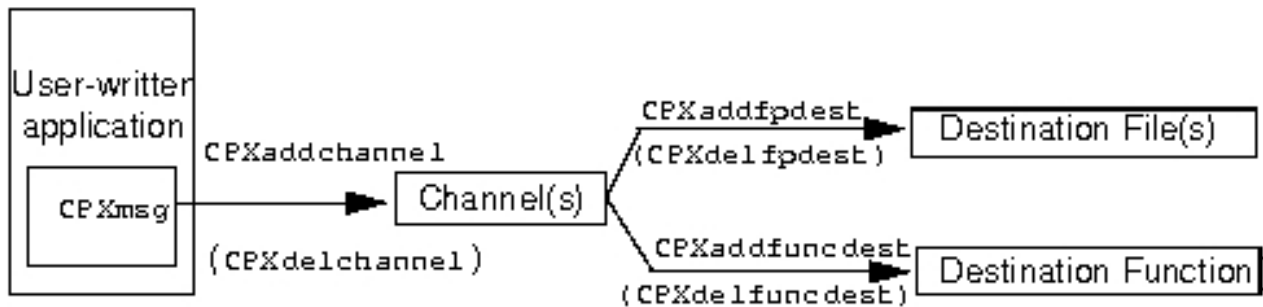 User-writter
application
CPXmsg
CPXaddchannel
(CPXdelchannel)
Channel(s)
CPXaddfpdest
(CPXdelfpdest)
Destination File(s)
CPXaddfuncdest
(CPXdelfuncdest)
Destination Function